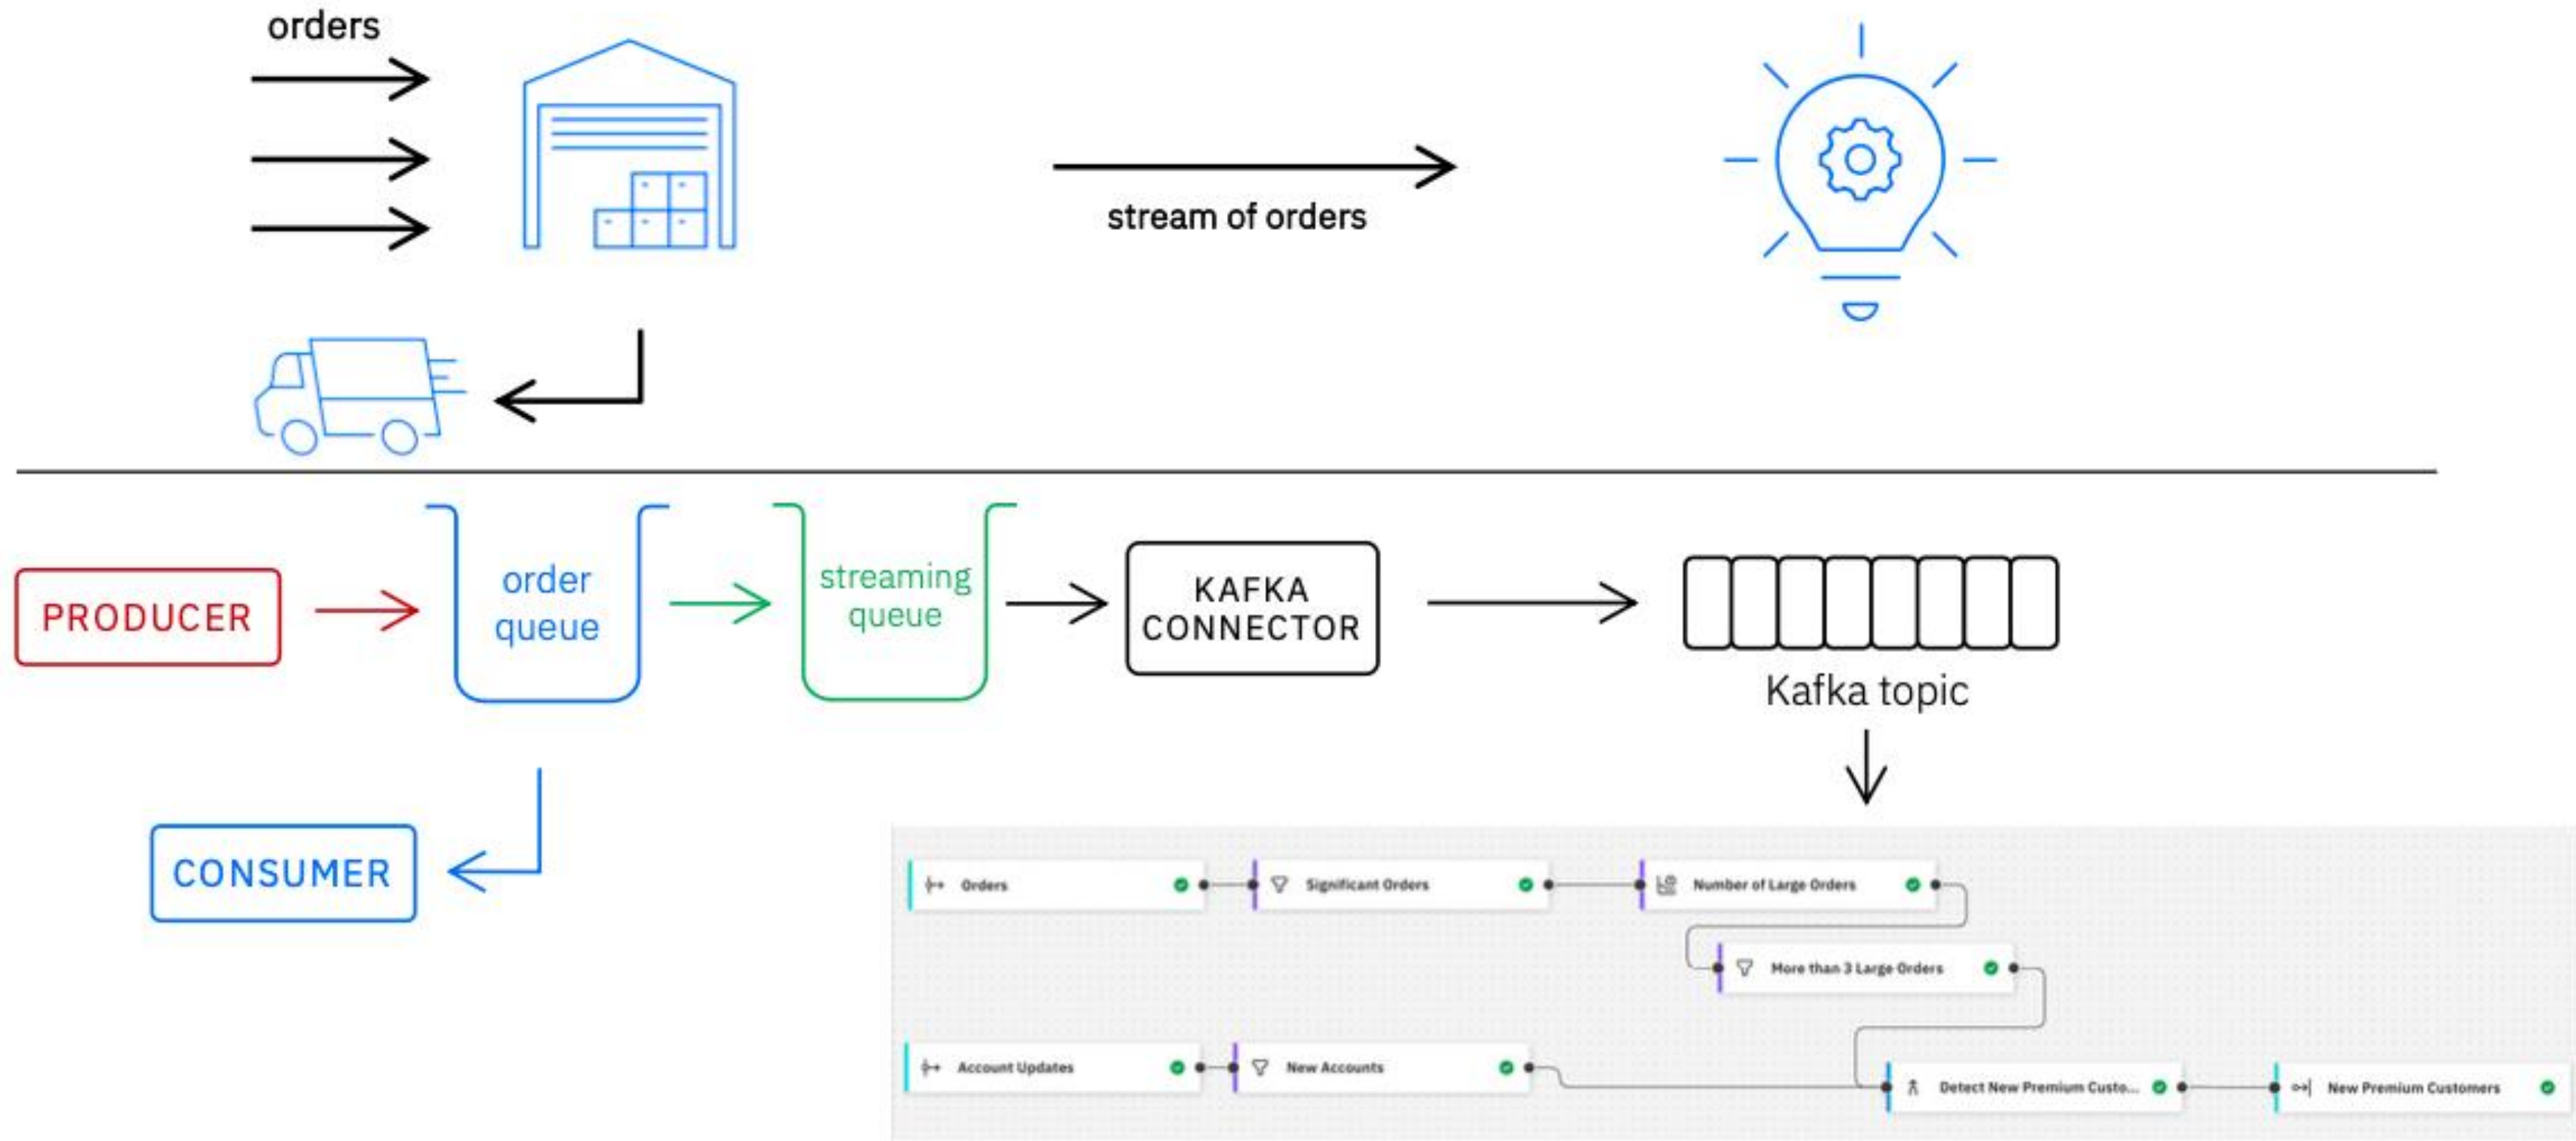 orders
stream of orders
PRODUCER
order
queue
streaming
queue
KAFKA
CONNECTOR
Kafka topic
CONSUMER
Orders
Significant Orders
Number of Large Orders
More than 3 Large Orders
Account Updates
New Accounts
Detect New Premium Custo...
New Premium Customers